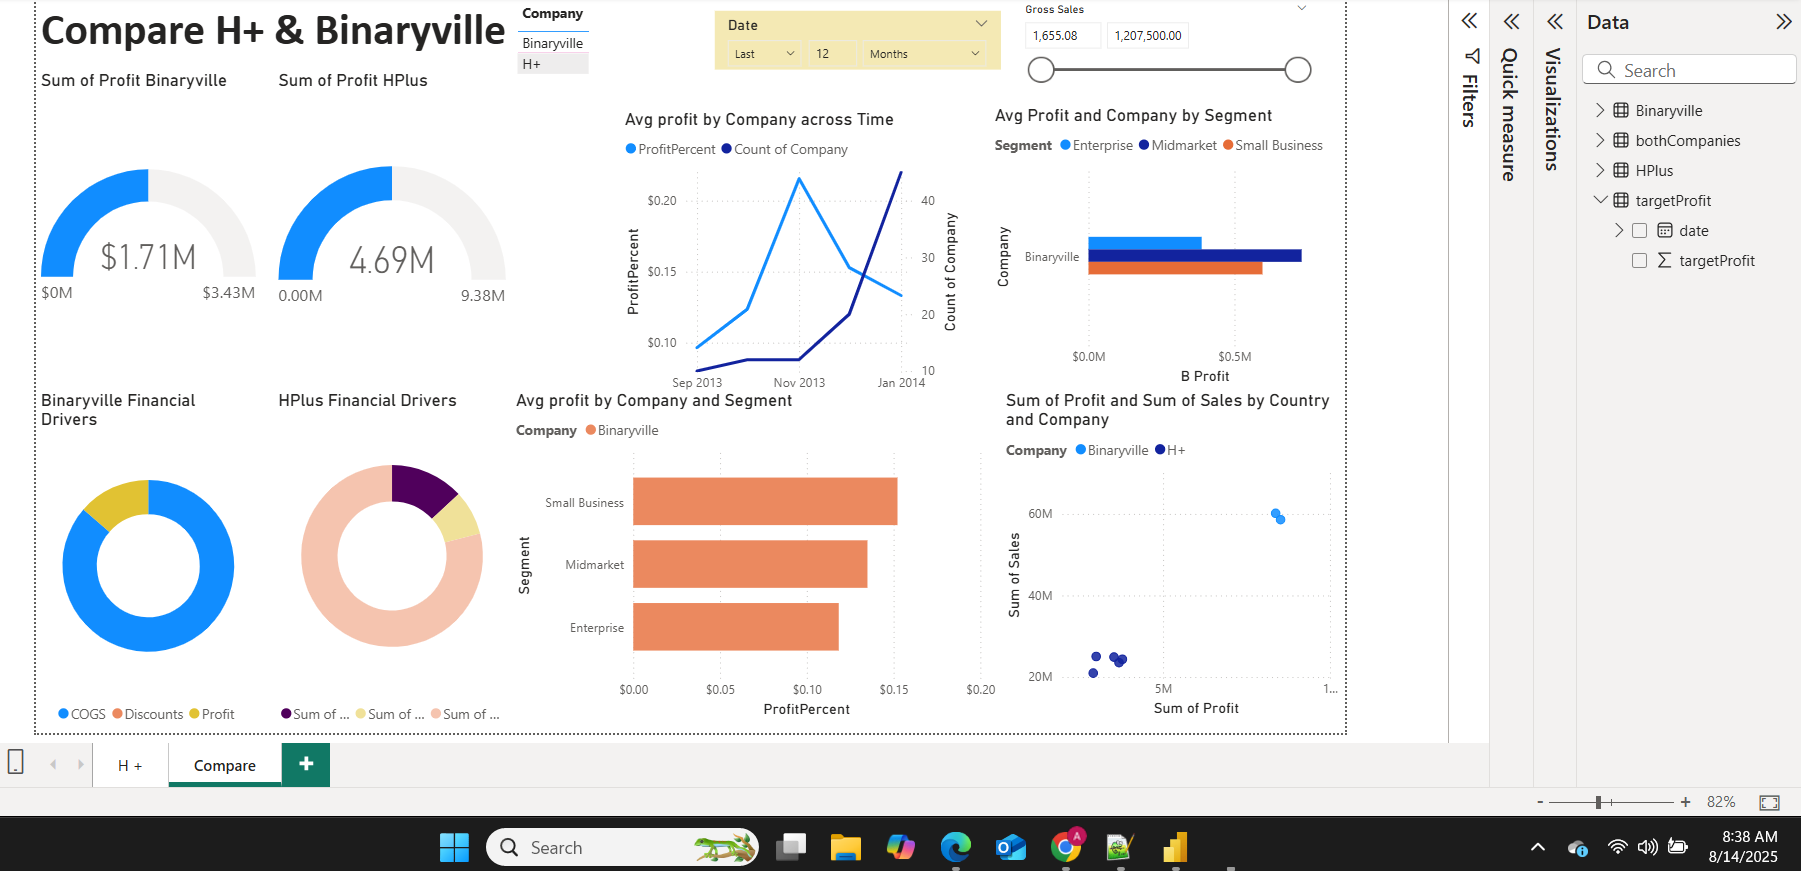 Compare H+ & Binaryville
Company
Binaryville
H+
Date
Last
12
Months
Gross Sales
1,655.08
1,207,500.00
Sum of Profit Binaryville
$1.71M
$0M
$3.43M
Sum of Profit HPlus
4.69M
0.00M
9.38M
Avg profit by Company across Time
ProfitPercent
Count of Company
ProfitPercent
$0.20
$0.15
$0.10
40
30
20
10
Count of Company
Sep 2013
Nov 2013
Jan 2014
Avg Profit and Company by Segment
Segment
Enterprise
Midmarket
Small Business
Company
Binaryville
$0.0M
$0.5M
B Profit
Binaryville Financial
Drivers
COGS
Discounts
Profit
HPlus Financial Drivers
Sum of ...
Sum of ...
Sum of ...
Avg profit by Company and Segment
Company
Binaryville
Segment
Small Business
Midmarket
Enterprise
$0.00
$0.05
$0.10
$0.15
$0.20
ProfitPercent
Sum of Profit and Sum of Sales by Country
and Company
Company
Binaryville
H+
Sum of Sales
60M
40M
20M
5M
1...
Sum of Profit
Filters
Quick measure
Visualizations
Data
Search
Binaryville
bothCompanies
HPlus
targetProfit
date
targetProfit
H +
Compare
+
-
+
82%
Search
A
8:38 AM
8/14/2025